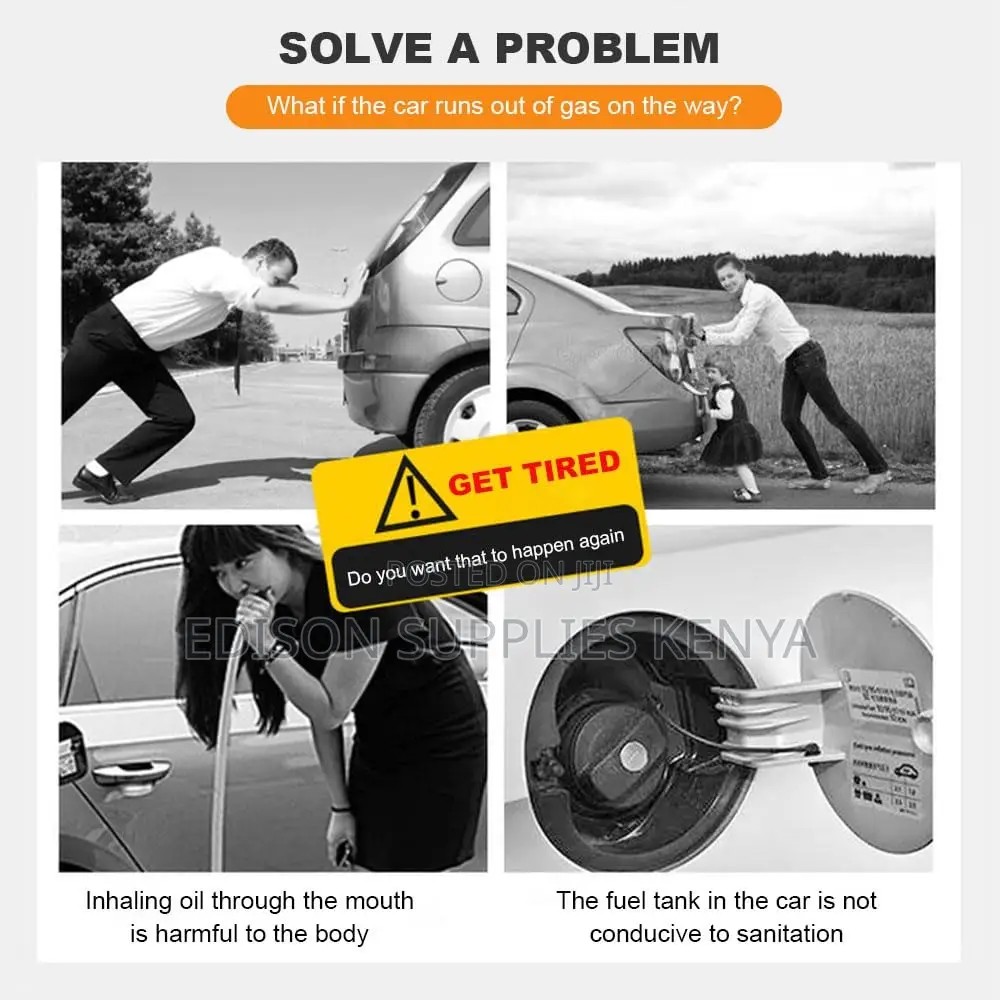 SOLVE A PROBLEM
What if the car runs out of gas on the way?
GET TIRED
Do you want that to happen again
POSTED ON JIJI
EDISON SUPPLIES KENYA
Inhaling oil through the mouth
is harmful to the body
The fuel tank in the car is not
conducive to sanitation